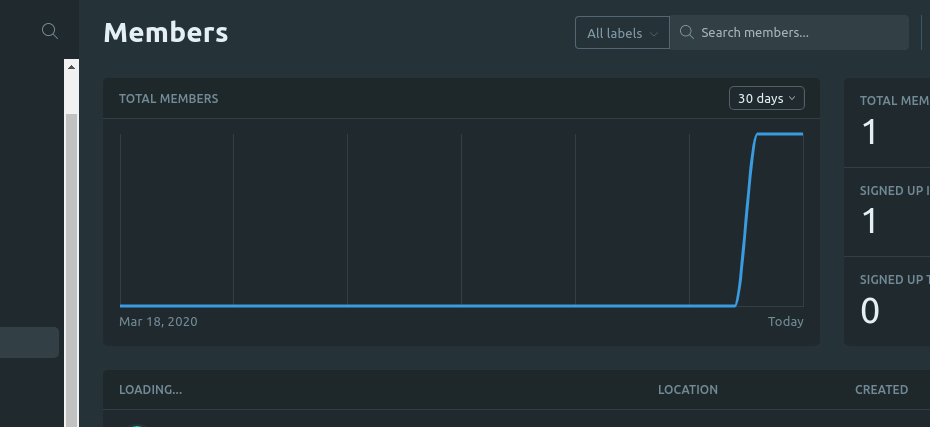 Members
All labels
Search members...
TOTAL MEMBERS
30 days
Mar 18, 2020
Today
TOTAL MEM
1
SIGNED UP I
1
SIGNED UP T
0
LOADING...
LOCATION
CREATED